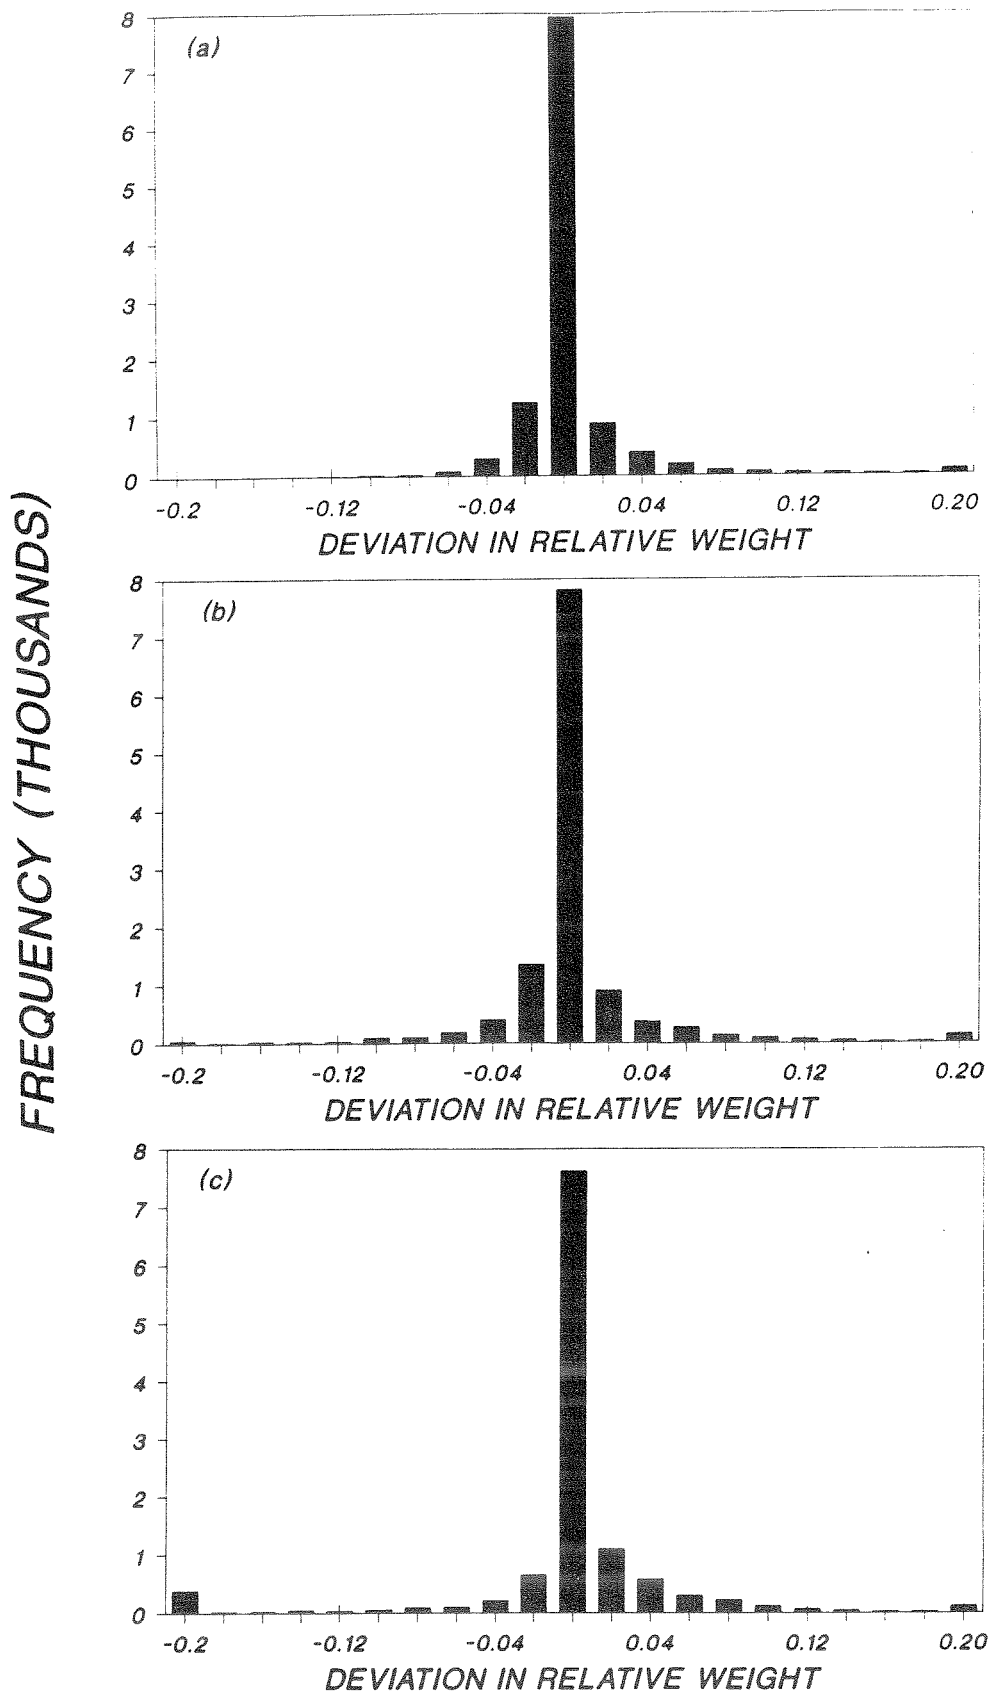 FREQUENCY (THOUSANDS)
(a)
8
7
6
5
4
3
2
1
0
-0.2 -0.12 -0.04 0.04 0.12 0.20
DEVIATION IN RELATIVE WEIGHT
(b)
8
7
6
5
4
3
2
1
0
-0.2 -0.12 -0.04 0.04 0.12 0.20
DEVIATION IN RELATIVE WEIGHT
(c)
8
7
6
5
4
3
2
1
0
-0.2 -0.12 -0.04 0.04 0.12 0.20
DEVIATION IN RELATIVE WEIGHT